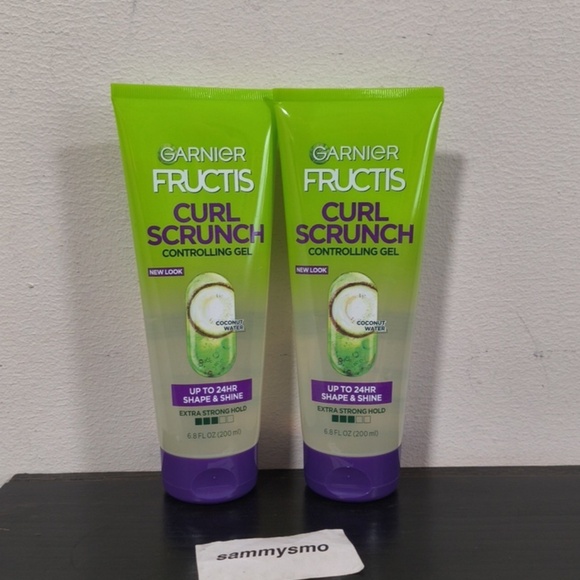 GARNIER
FRUCTIS
CURL
SCRUNCH
CONTROLLING GEL
NEW LOOK
COCONUT
WATER
UP TO 24HR
SHAPE & SHINE
EXTRA STRONG HOLD
6.8 FL OZ (200 ml)
GARNIER
FRUCTIS
CURL
SCRUNCH
CONTROLLING GEL
NEW LOOK
COCONUT
WATER
UP TO 24HR
SHAPE & SHINE
EXTRA STRONG HOLD
6.8 FL OZ (200 ml)
sammysmo